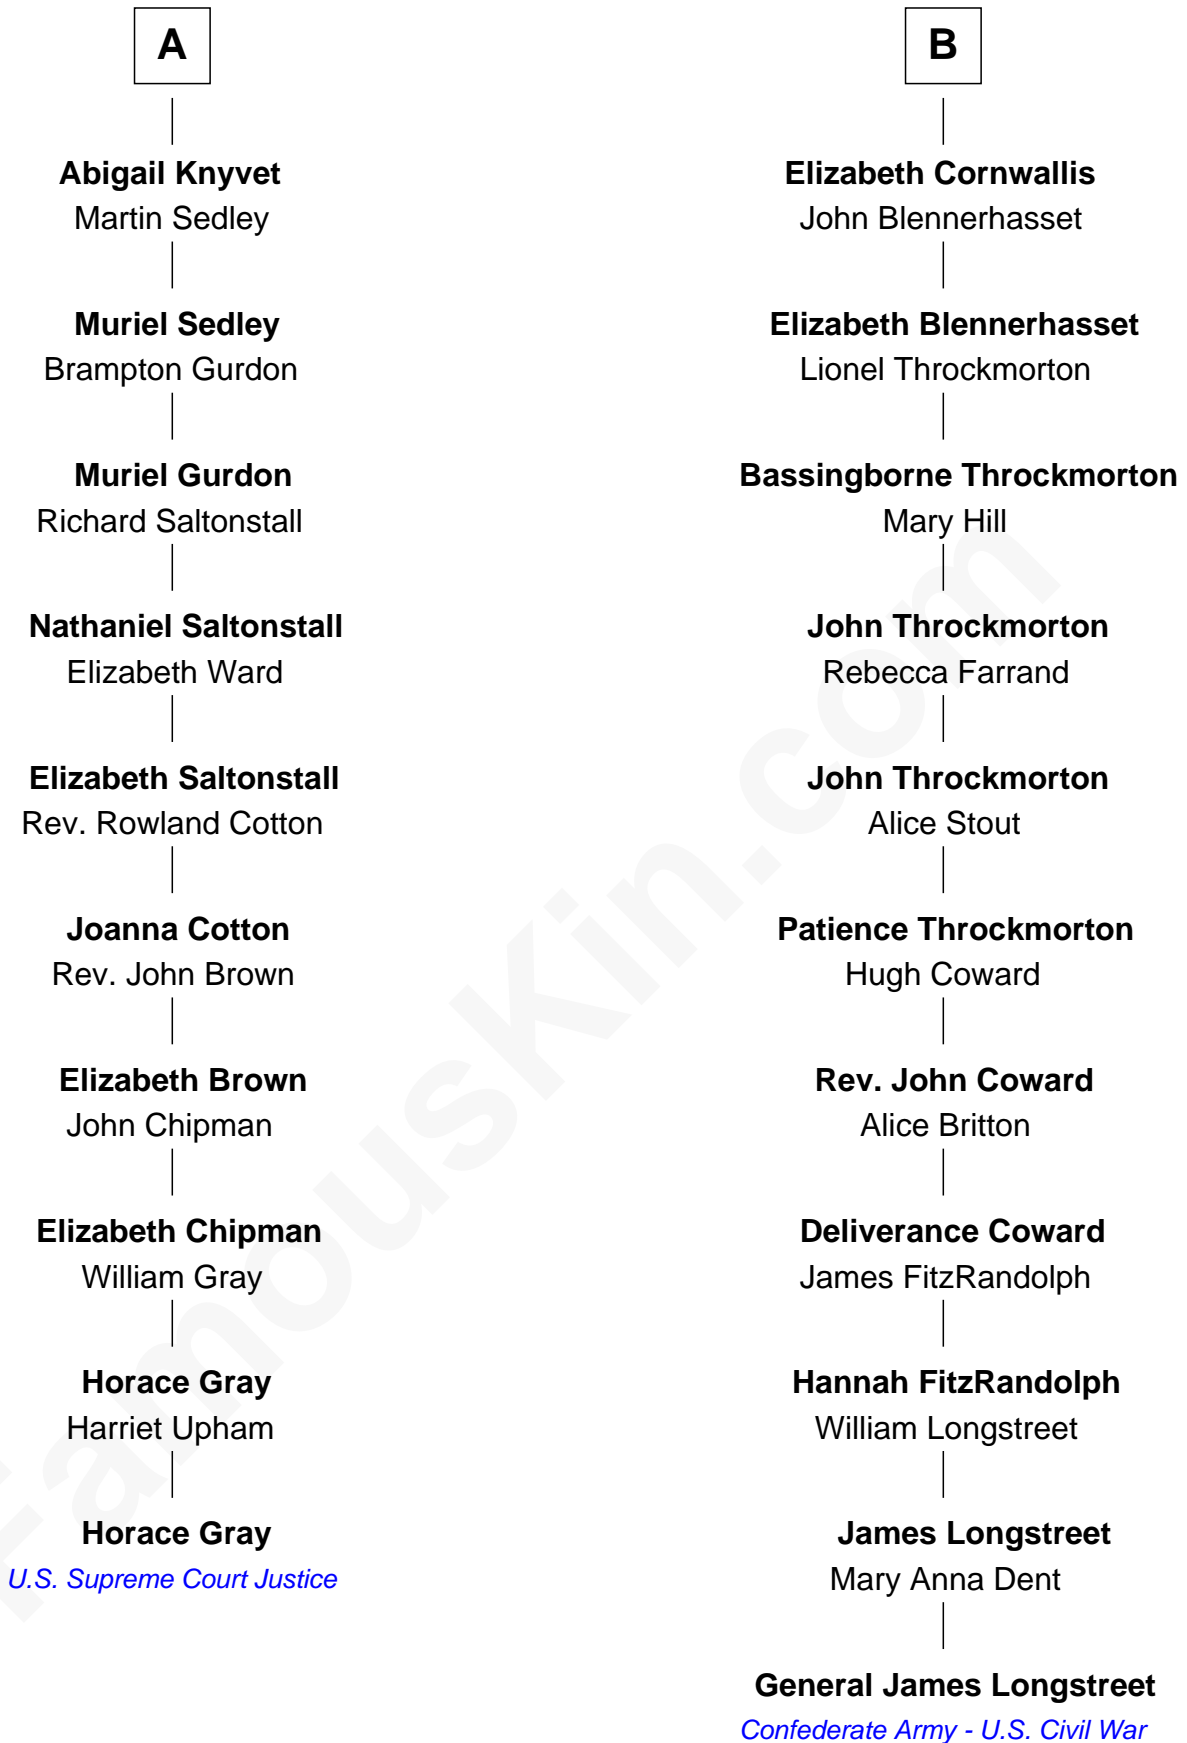 A
Abigail Knyvet
Martin Sedley
Muriel Sedley
Brampton Gurdon
Muriel Gurdon
Richard Saltonstall
Nathaniel Saltonstall
Elizabeth Ward
Elizabeth Saltonstall
Rev. Rowland Cotton
Joanna Cotton
Rev. John Brown
Elizabeth Brown
John Chipman
Elizabeth Chipman
William Gray
Horace Gray
Harriet Upham
Horace Gray
U.S. Supreme Court Justice
B
Elizabeth Cornwallis
John Blennerhasset
Elizabeth Blennerhasset
Lionel Throckmorton
Bassingborne Throckmorton
Mary Hill
John Throckmorton
Rebecca Farrand
John Throckmorton
Alice Stout
Patience Throckmorton
Hugh Coward
Rev. John Coward
Alice Britton
Deliverance Coward
James FitzRandolph
Hannah FitzRandolph
William Longstreet
James Longstreet
Mary Anna Dent
General James Longstreet
Confederate Army - U.S. Civil War
FamousKin.com